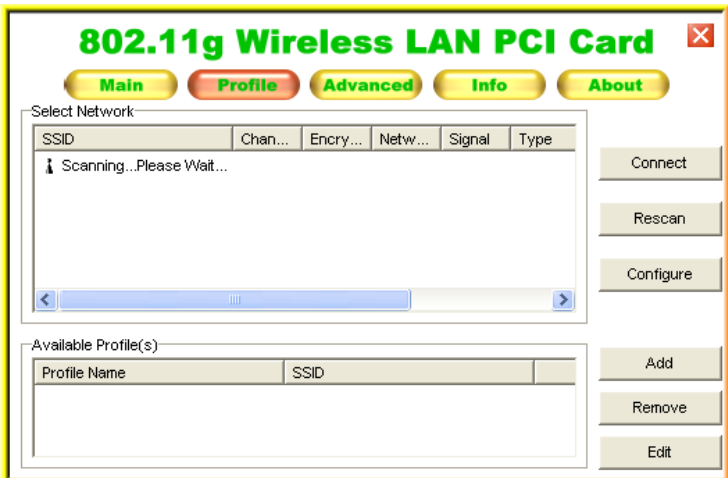 802.11g Wireless LAN PCI Card
Main Profile Advanced Info About
Select Network
SSID Chan... Encry... Netw... Signal Type
Scanning...Please Wait...
Connect
Rescan
Configure
Available Profile(s)
Profile Name SSID
Add
Remove
Edit